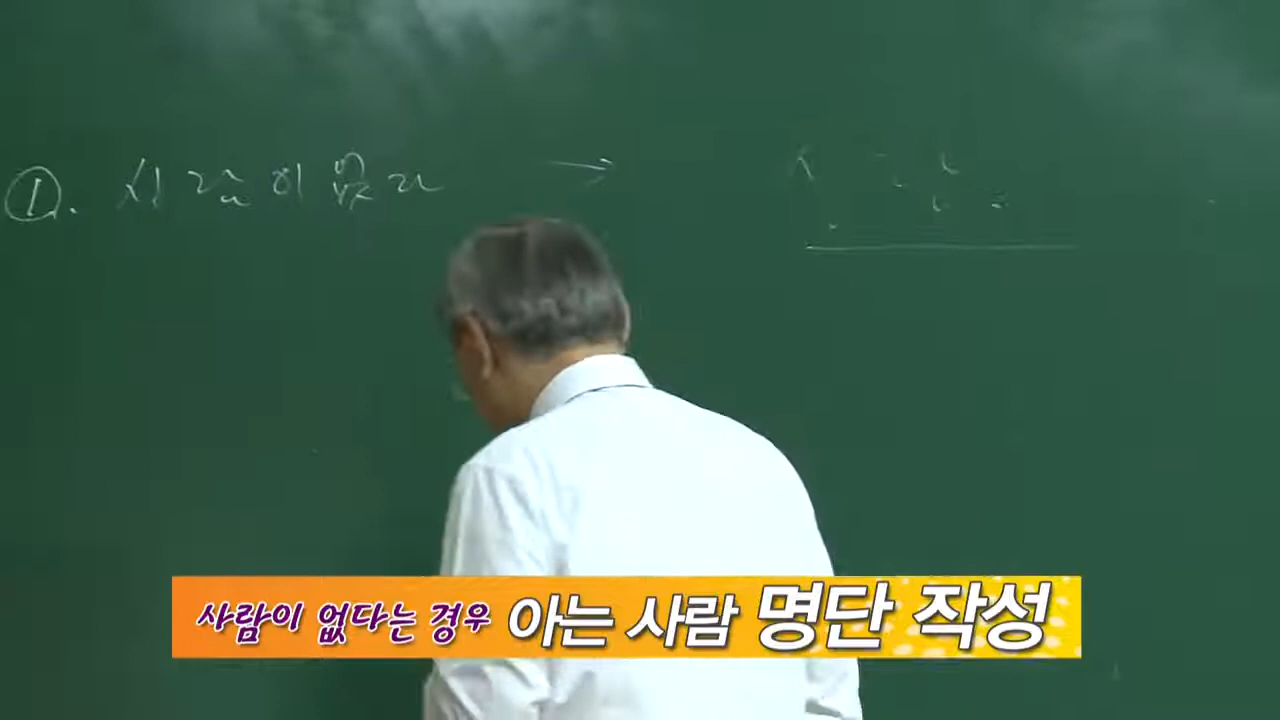 ①. 사람이 없다 →
사람이 없다는 경우 아는 사람 명단 작성